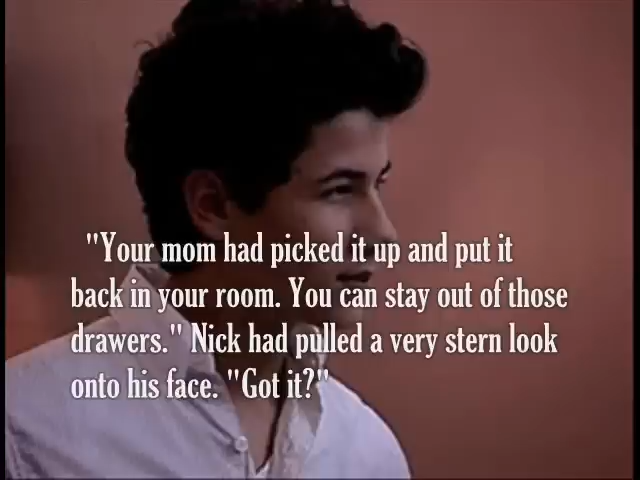 "Your mom had picked it up and put it
back in your room. You can stay out of those
drawers." Nick had pulled a very stern look
onto his face. "Got it?"